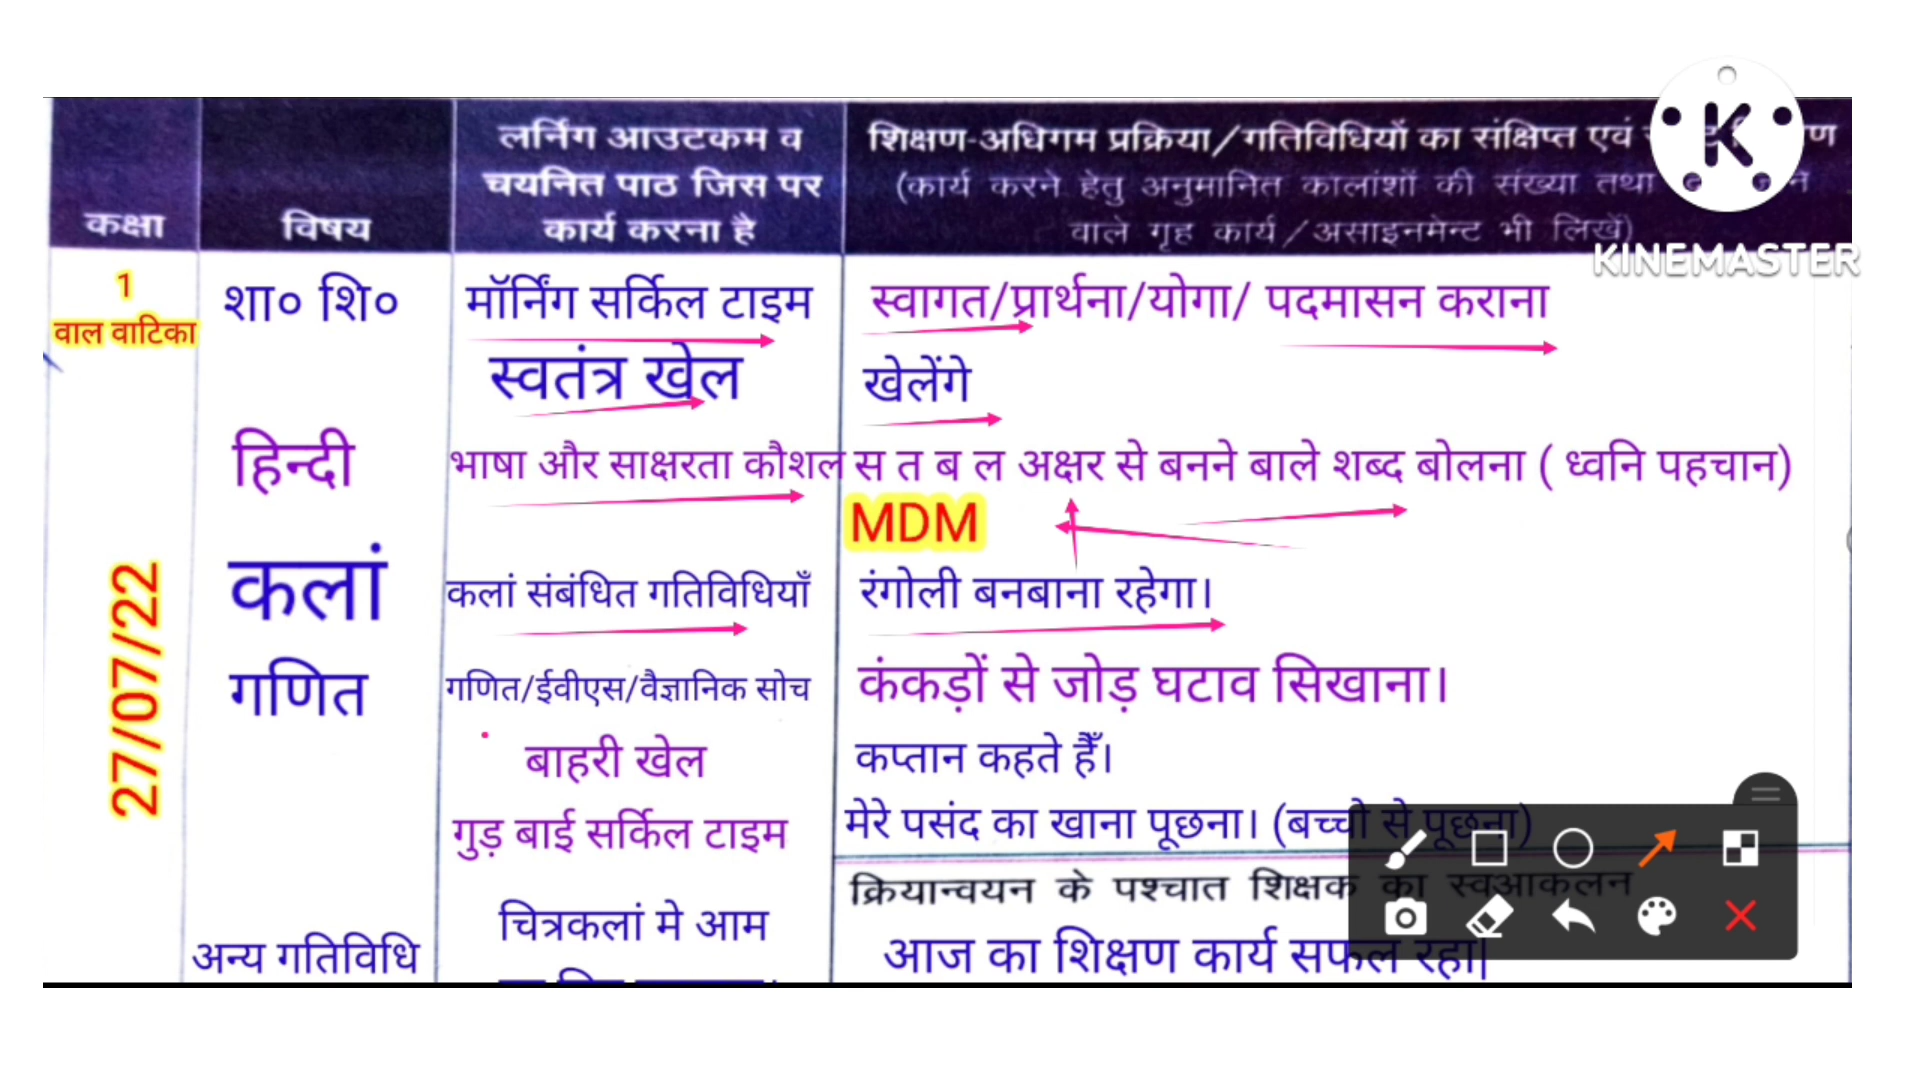 कक्षा
विषय
लर्निंग आउटकम व
चयनित पाठ जिस पर
कार्य करना है
शिक्षण-अधिगम प्रक्रिया/गतिविधियों का संक्षिप्त एवं
(कार्य करने हेतु अनुमानित कालांशों की संख्या तथा
वाले गृह कार्य/असाइनमेन्ट भी लिखें)
KINEMASTER
1
वाल वाटिका
शा० शि०
मॉर्निंग सर्किल टाइम
स्वागत/प्रार्थना/योगा/ पदमासन कराना
स्वतंत्र खेल
खेलेंगे
हिन्दी
भाषा और साक्षरता कौशल
स त ब ल अक्षर से बनने बाले शब्द बोलना ( ध्वनि पहचान)
MDM
27/07/22
कलां
कलां संबंधित गतिविधियाँ
रंगोली बनबाना रहेगा।
गणित
गणित/ईवीएस/वैज्ञानिक सोच
कंकड़ों से जोड़ घटाव सिखाना।
बाहरी खेल
कप्तान कहते हैँ।
गुड़ बाई सर्किल टाइम
मेरे पसंद का खाना पूछना। (बच्चो से पूछना)
क्रियान्वयन के पश्चात शिक्षक का स्वआकलन
अन्य गतिविधि
चित्रकलां मे आम
आज का शिक्षण कार्य सफल रहा|